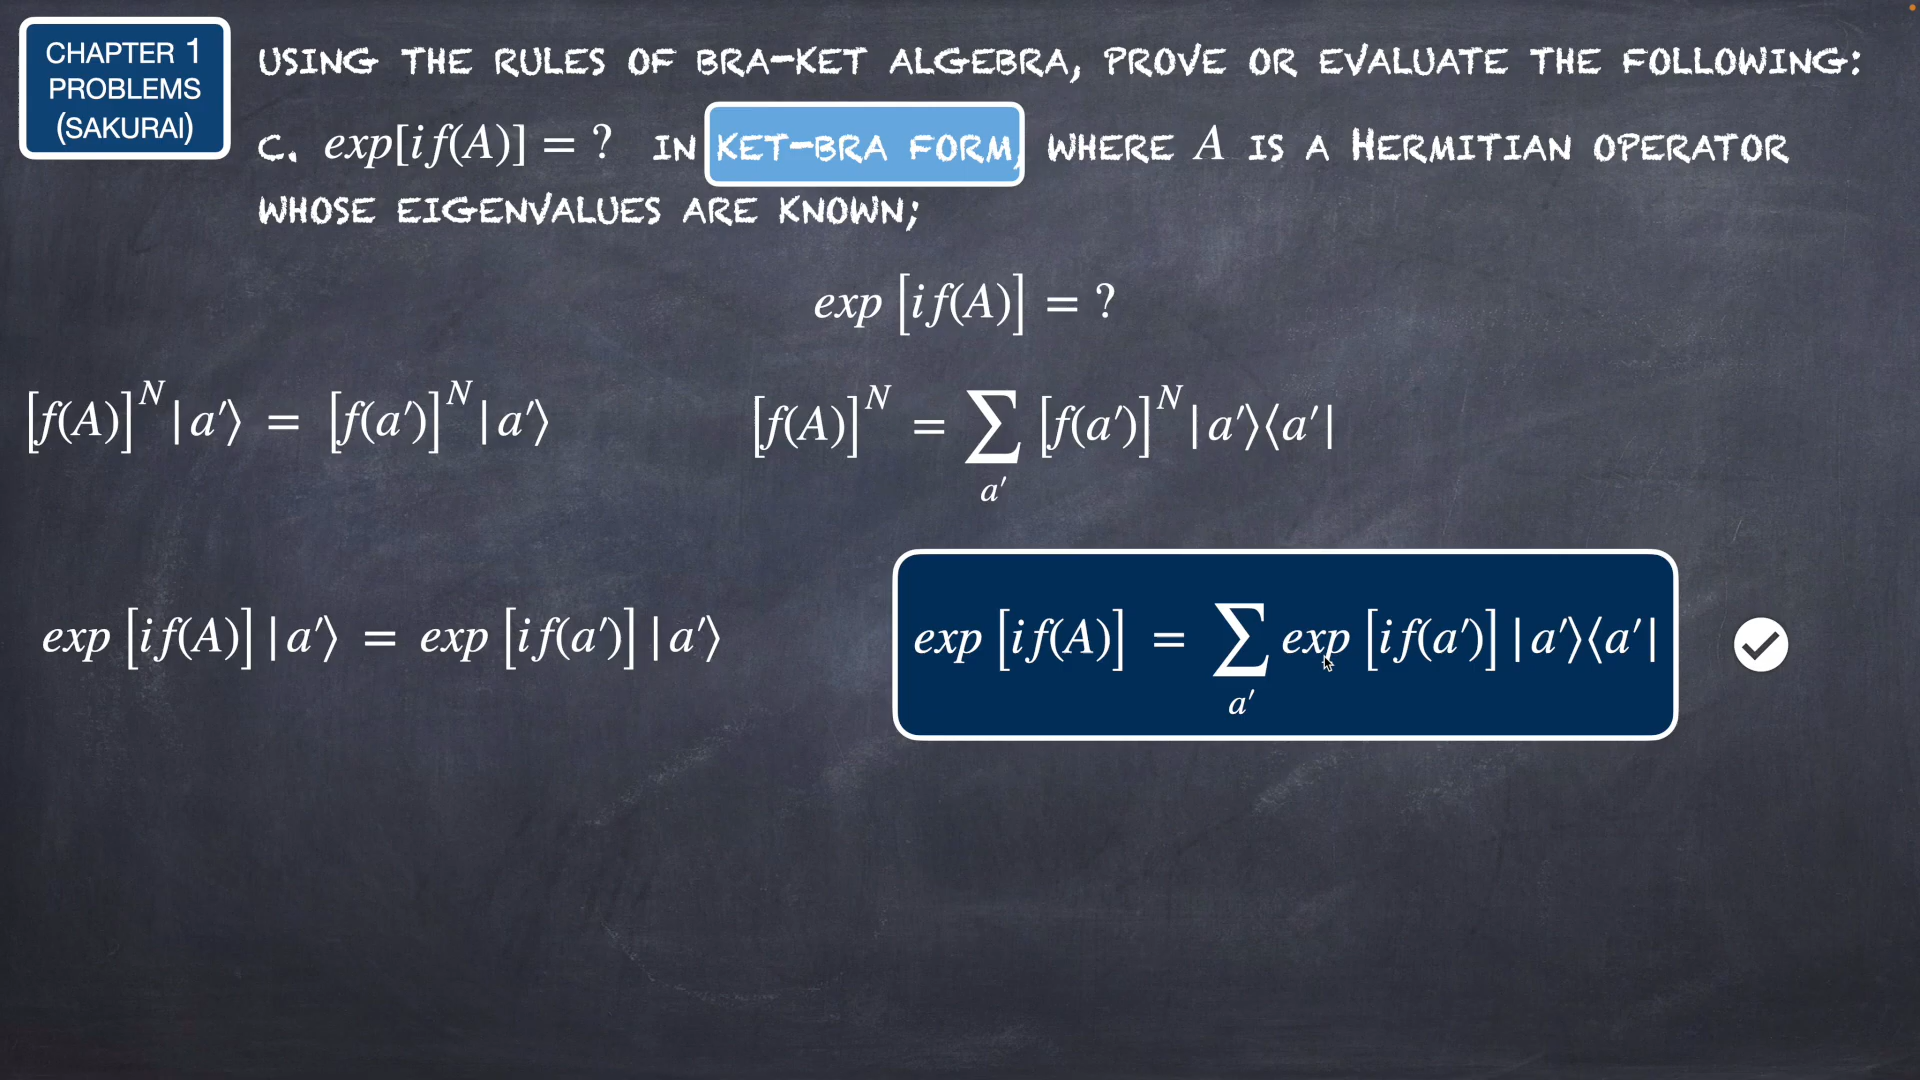 CHAPTER 1
PROBLEMS
(SAKURAI)
USING THE RULES OF BRA-KET ALGEBRA, PROVE OR EVALUATE THE FOLLOWING:
C. exp[if(A)] = ? IN KET-BRA FORM, WHERE A IS A HERMITIAN OPERATOR
WHOSE EIGENVALUES ARE KNOWN;
exp [if(A)] = ?
[f(A)]^N |a′⟩ = [f(a′)]^N |a′⟩
[f(A)]^N = ∑_{a′} [f(a′)]^N |a′⟩⟨a′|
exp [if(A)] |a′⟩ = exp [if(a′)] |a′⟩
exp [if(A)] = ∑_{a′} exp [if(a′)] |a′⟩⟨a′|